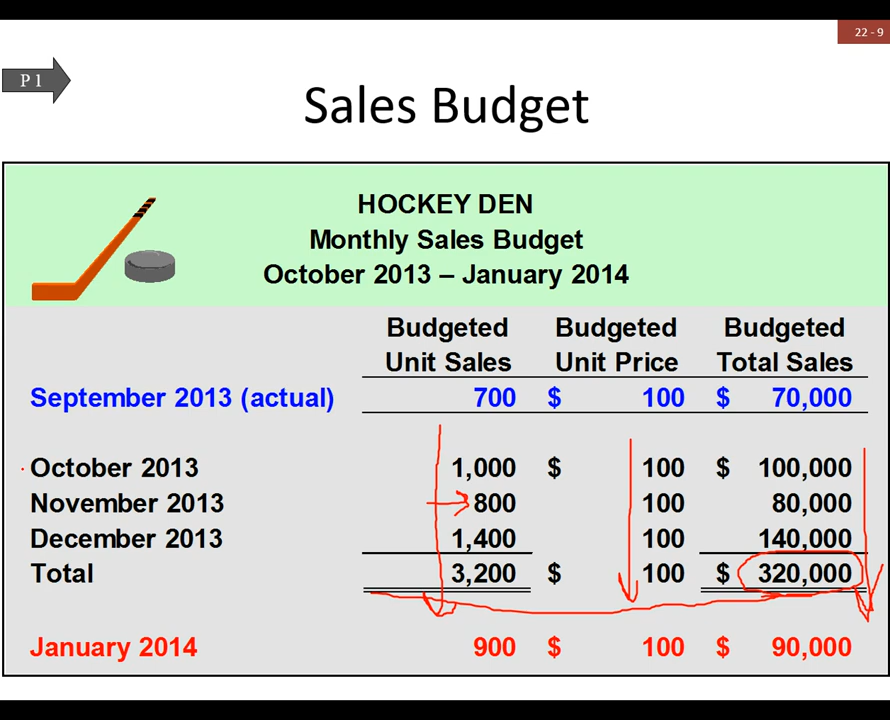 22 - 9
P 1
Sales Budget
HOCKEY DEN
Monthly Sales Budget
October 2013 – January 2014
Budgeted Budgeted Budgeted
Unit Sales Unit Price Total Sales
September 2013 (actual) 700 $ 100 $ 70,000
October 2013 1,000 $ 100 $ 100,000
November 2013 800 100 80,000
December 2013 1,400 100 140,000
Total 3,200 $ 100 $ 320,000
January 2014 900 $ 100 $ 90,000